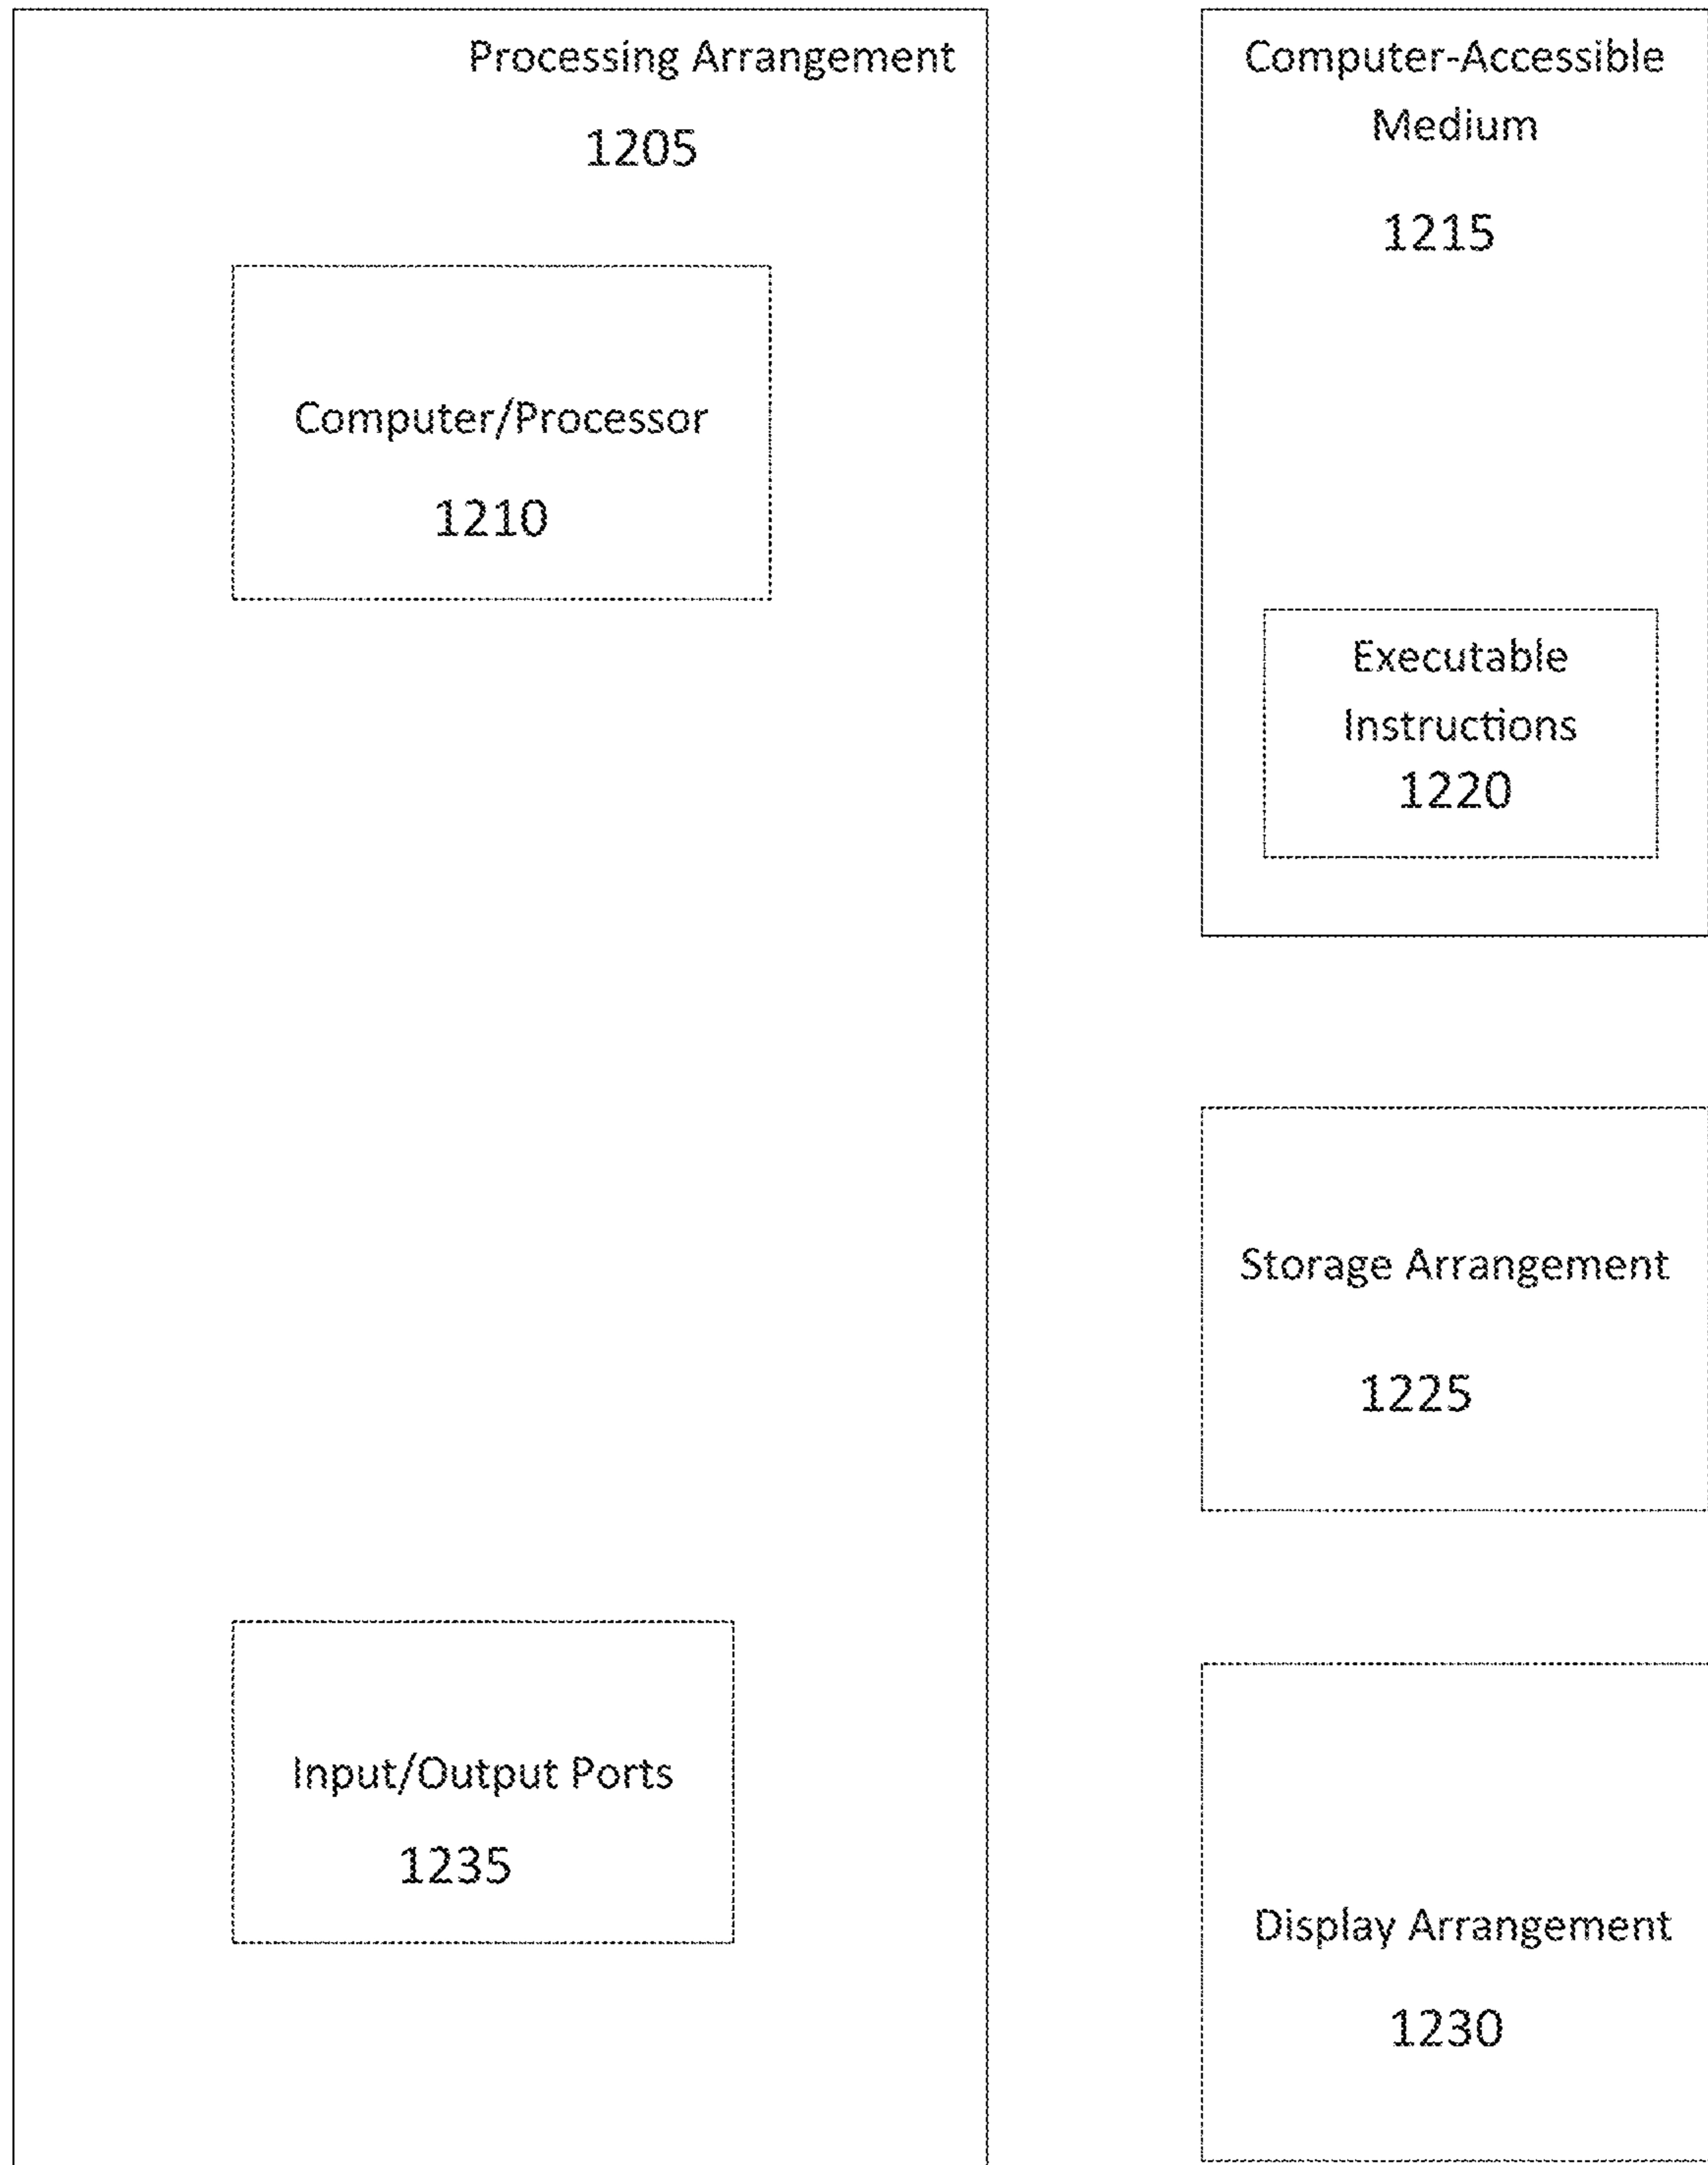 Processing Arrangement
1205
Computer/Processor
1210
Input/Output Ports
1235
Computer-Accessible
Medium
1215
Executable
Instructions
1220
Storage Arrangement
1225
Display Arrangement
1230